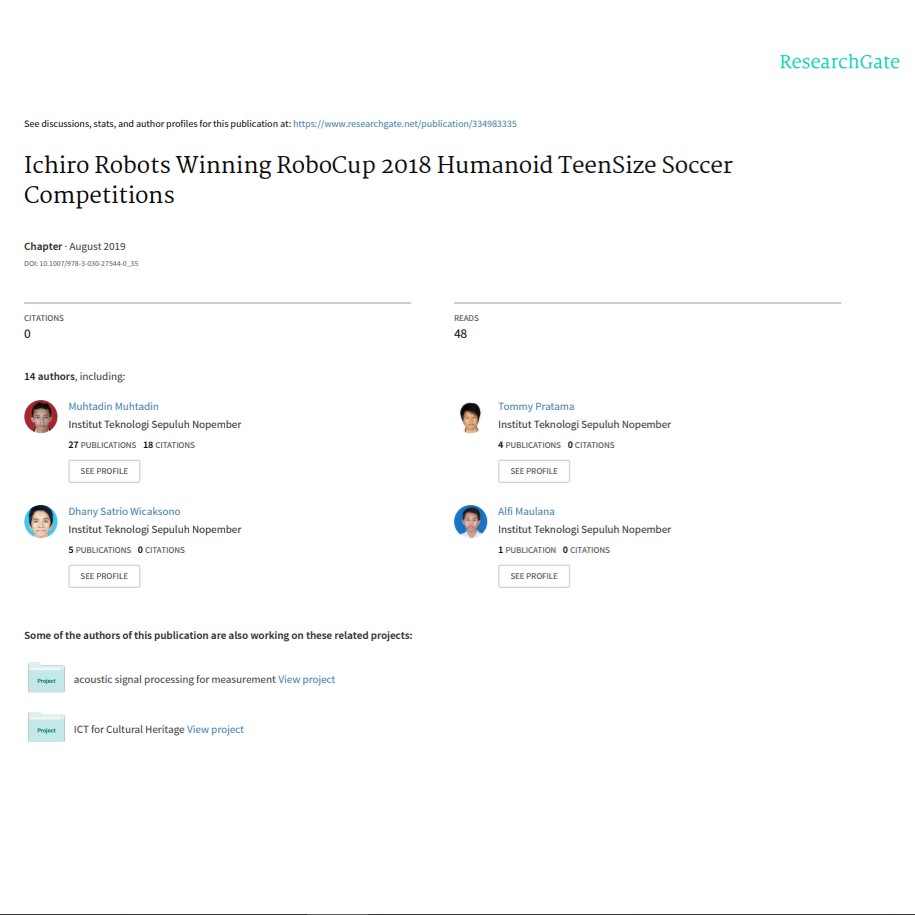 ResearchGate
See discussions, stats, and author profiles for this publication at: https://www.researchgate.net/publication/334983335
Ichiro Robots Winning RoboCup 2018 Humanoid TeenSize Soccer
Competitions
Chapter · August 2019
DOI: 10.1007/978-3-030-27544-0_35
CITATIONS
0
READS
48
14 authors, including:
Muhtadin Muhtadin
Institut Teknologi Sepuluh Nopember
27 PUBLICATIONS 18 CITATIONS
SEE PROFILE
Tommy Pratama
Institut Teknologi Sepuluh Nopember
4 PUBLICATIONS 0 CITATIONS
SEE PROFILE
Dhany Satrio Wicaksono
Institut Teknologi Sepuluh Nopember
5 PUBLICATIONS 0 CITATIONS
SEE PROFILE
Alfi Maulana
Institut Teknologi Sepuluh Nopember
1 PUBLICATION 0 CITATIONS
SEE PROFILE
Some of the authors of this publication are also working on these related projects:
Project
acoustic signal processing for measurement View project
Project
ICT for Cultural Heritage View project